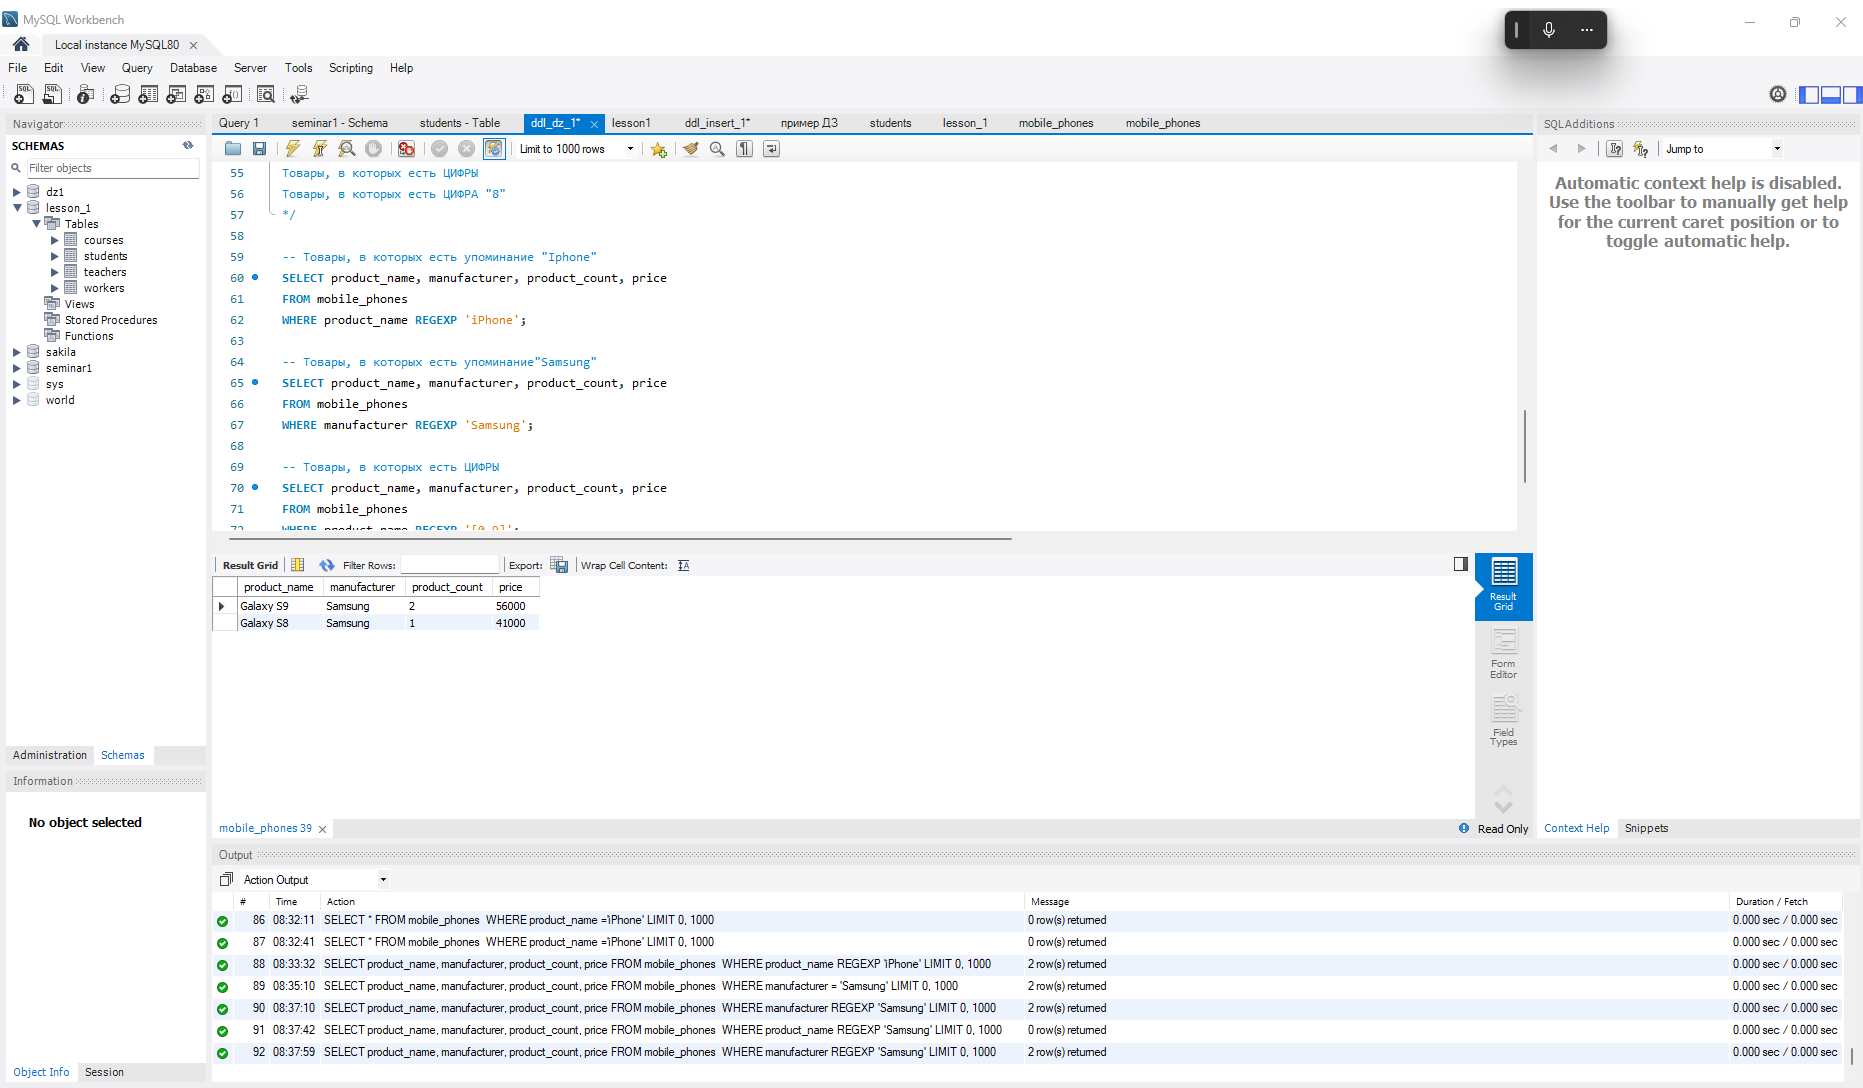 MySQL Workbench
Local instance MySQL80
File Edit View Query Database Server Tools Scripting Help
Navigator
SCHEMAS
Filter objects
dz1
lesson_1
Tables
courses
students
teachers
workers
Views
Stored Procedures
Functions
sakila
seminar1
sys
world
Administration Schemas
Information
No object selected
Object Info Session
Query 1 seminar1 - Schema students - Table ddl_dz_1* lesson1 ddl_insert_1* пример ДЗ students lesson_1 mobile_phones mobile_phones
Limit to 1000 rows
55 Товары, в которых есть ЦИФРЫ
56 Товары, в которых есть ЦИФРА "8"
57 */
58
59 -- Товары, в которых есть упоминание "Iphone"
60 SELECT product_name, manufacturer, product_count, price
61 FROM mobile_phones
62 WHERE product_name REGEXP 'iPhone';
63
64 -- Товары, в которых есть упоминание"Samsung"
65 SELECT product_name, manufacturer, product_count, price
66 FROM mobile_phones
67 WHERE manufacturer REGEXP 'Samsung';
68
69 -- Товары, в которых есть ЦИФРЫ
70 SELECT product_name, manufacturer, product_count, price
71 FROM mobile_phones
72 WHERE product_name REGEXP '[0-9]';
Result Grid Filter Rows: Export: Wrap Cell Content:
product_name manufacturer product_count price
Galaxy S9 Samsung 2 56000
Galaxy S8 Samsung 1 41000
Result
Grid
Form
Editor
Field
Types
mobile_phones 39
Read Only
SQLAdditions
Jump to
Automatic context help is disabled.
Use the toolbar to manually get help
for the current caret position or to
toggle automatic help.
Context Help Snippets
Output
Action Output
# Time Action Message Duration / Fetch
86 08:32:11 SELECT * FROM mobile_phones WHERE product_name ='iPhone' LIMIT 0, 1000 0 row(s) returned 0.000 sec / 0.000 sec
87 08:32:41 SELECT * FROM mobile_phones WHERE product_name ='iPhone' LIMIT 0, 1000 0 row(s) returned 0.000 sec / 0.000 sec
88 08:33:32 SELECT product_name, manufacturer, product_count, price FROM mobile_phones WHERE product_name REGEXP 'iPhone' LIMIT 0, 1000 2 row(s) returned 0.000 sec / 0.000 sec
89 08:35:10 SELECT product_name, manufacturer, product_count, price FROM mobile_phones WHERE manufacturer = 'Samsung' LIMIT 0, 1000 2 row(s) returned 0.000 sec / 0.000 sec
90 08:37:10 SELECT product_name, manufacturer, product_count, price FROM mobile_phones WHERE manufacturer REGEXP 'Samsung' LIMIT 0, 1000 2 row(s) returned 0.000 sec / 0.000 sec
91 08:37:42 SELECT product_name, manufacturer, product_count, price FROM mobile_phones WHERE product_name REGEXP 'Samsung' LIMIT 0, 1000 0 row(s) returned 0.000 sec / 0.000 sec
92 08:37:59 SELECT product_name, manufacturer, product_count, price FROM mobile_phones WHERE manufacturer REGEXP 'Samsung' LIMIT 0, 1000 2 row(s) returned 0.000 sec / 0.000 sec